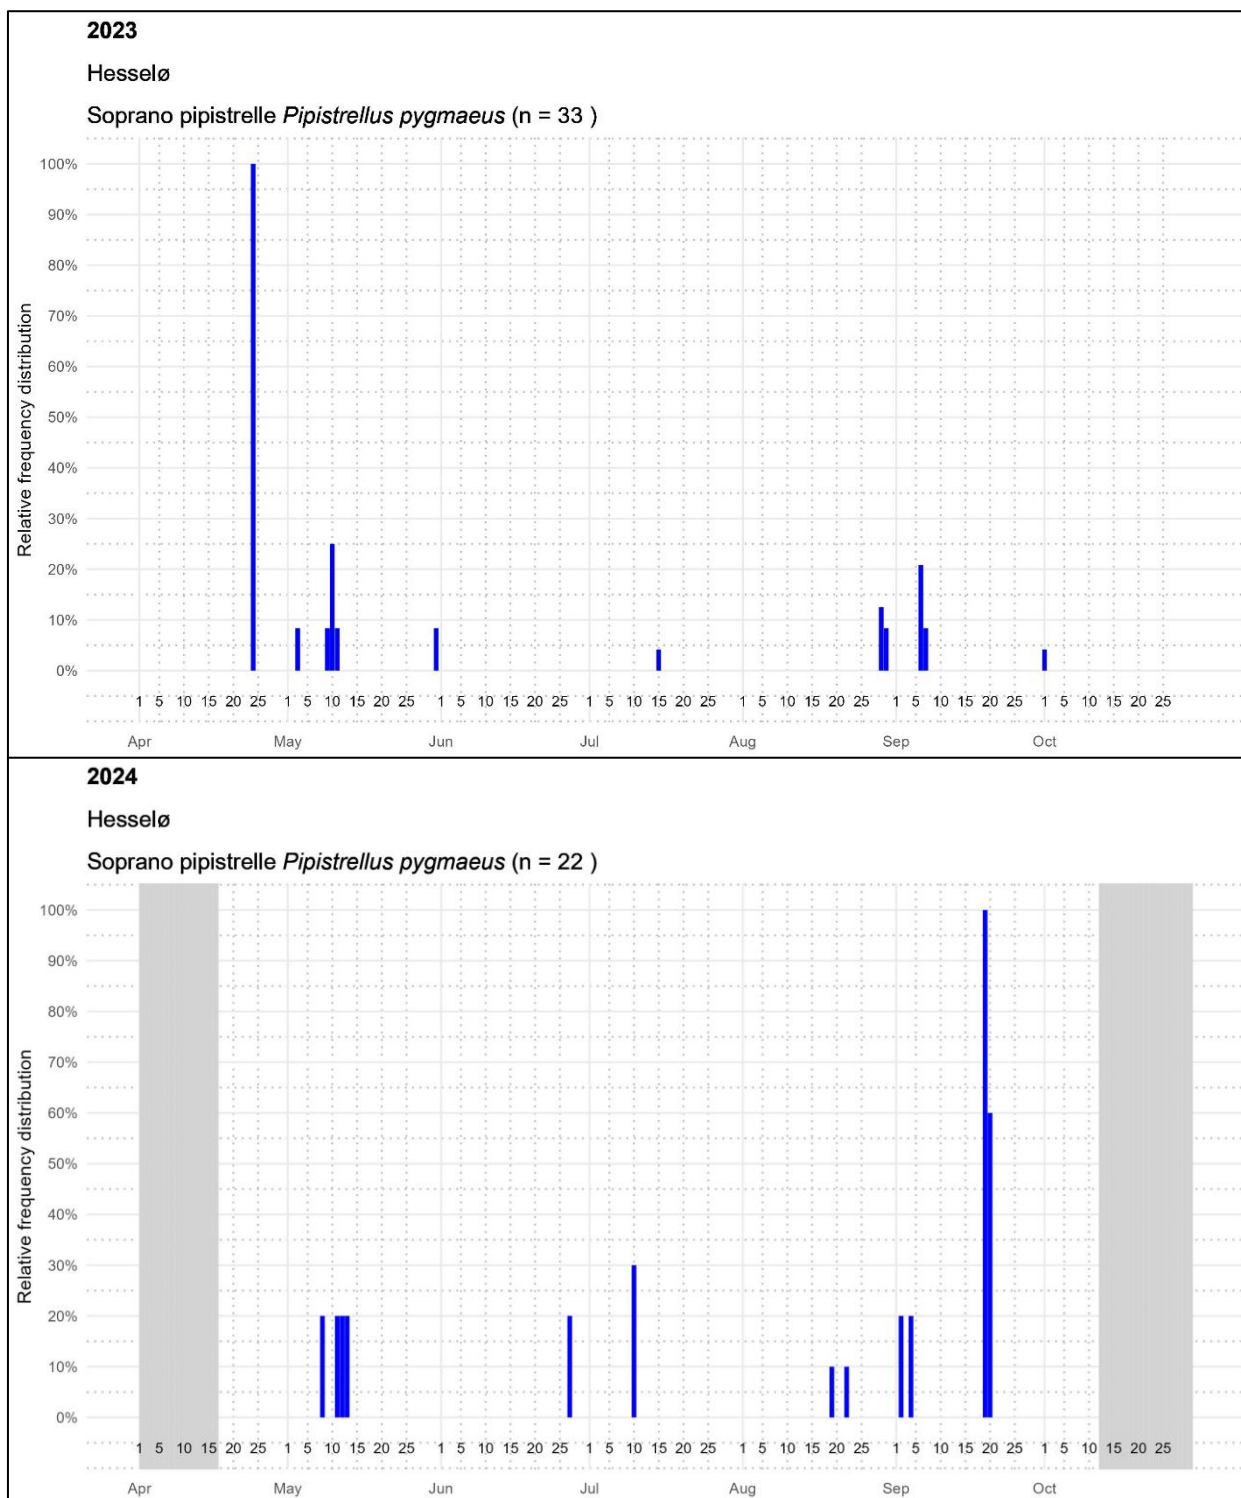 2023
Hesselø
Soprano pipistrelle Pipistrellus pygmaeus (n = 33 )
Relative frequency distribution
100%
90%
80%
70%
60%
50%
40%
30%
20%
10%
0%
1 5 10 15 20 25 1 5 10 15 20 25 1 5 10 15 20 25 1 5 10 15 20 25 1 5 10 15 20 25 1 5 10 15 20 25 1 5 10 15 20 25
Apr May Jun Jul Aug Sep Oct
2024
Hesselø
Soprano pipistrelle Pipistrellus pygmaeus (n = 22 )
Relative frequency distribution
100%
90%
80%
70%
60%
50%
40%
30%
20%
10%
0%
1 5 10 15 20 25 1 5 10 15 20 25 1 5 10 15 20 25 1 5 10 15 20 25 1 5 10 15 20 25 1 5 10 15 20 25 1 5 10 15 20 25
Apr May Jun Jul Aug Sep Oct